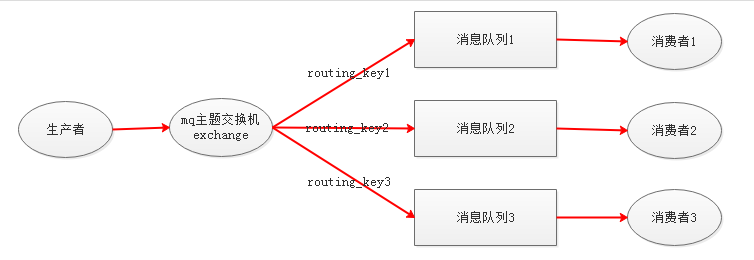 生产者
mq主题交换机
exchange
routing_key1
routing_key2
routing_key3
消息队列1
消息队列2
消息队列3
消费者1
消费者2
消费者3